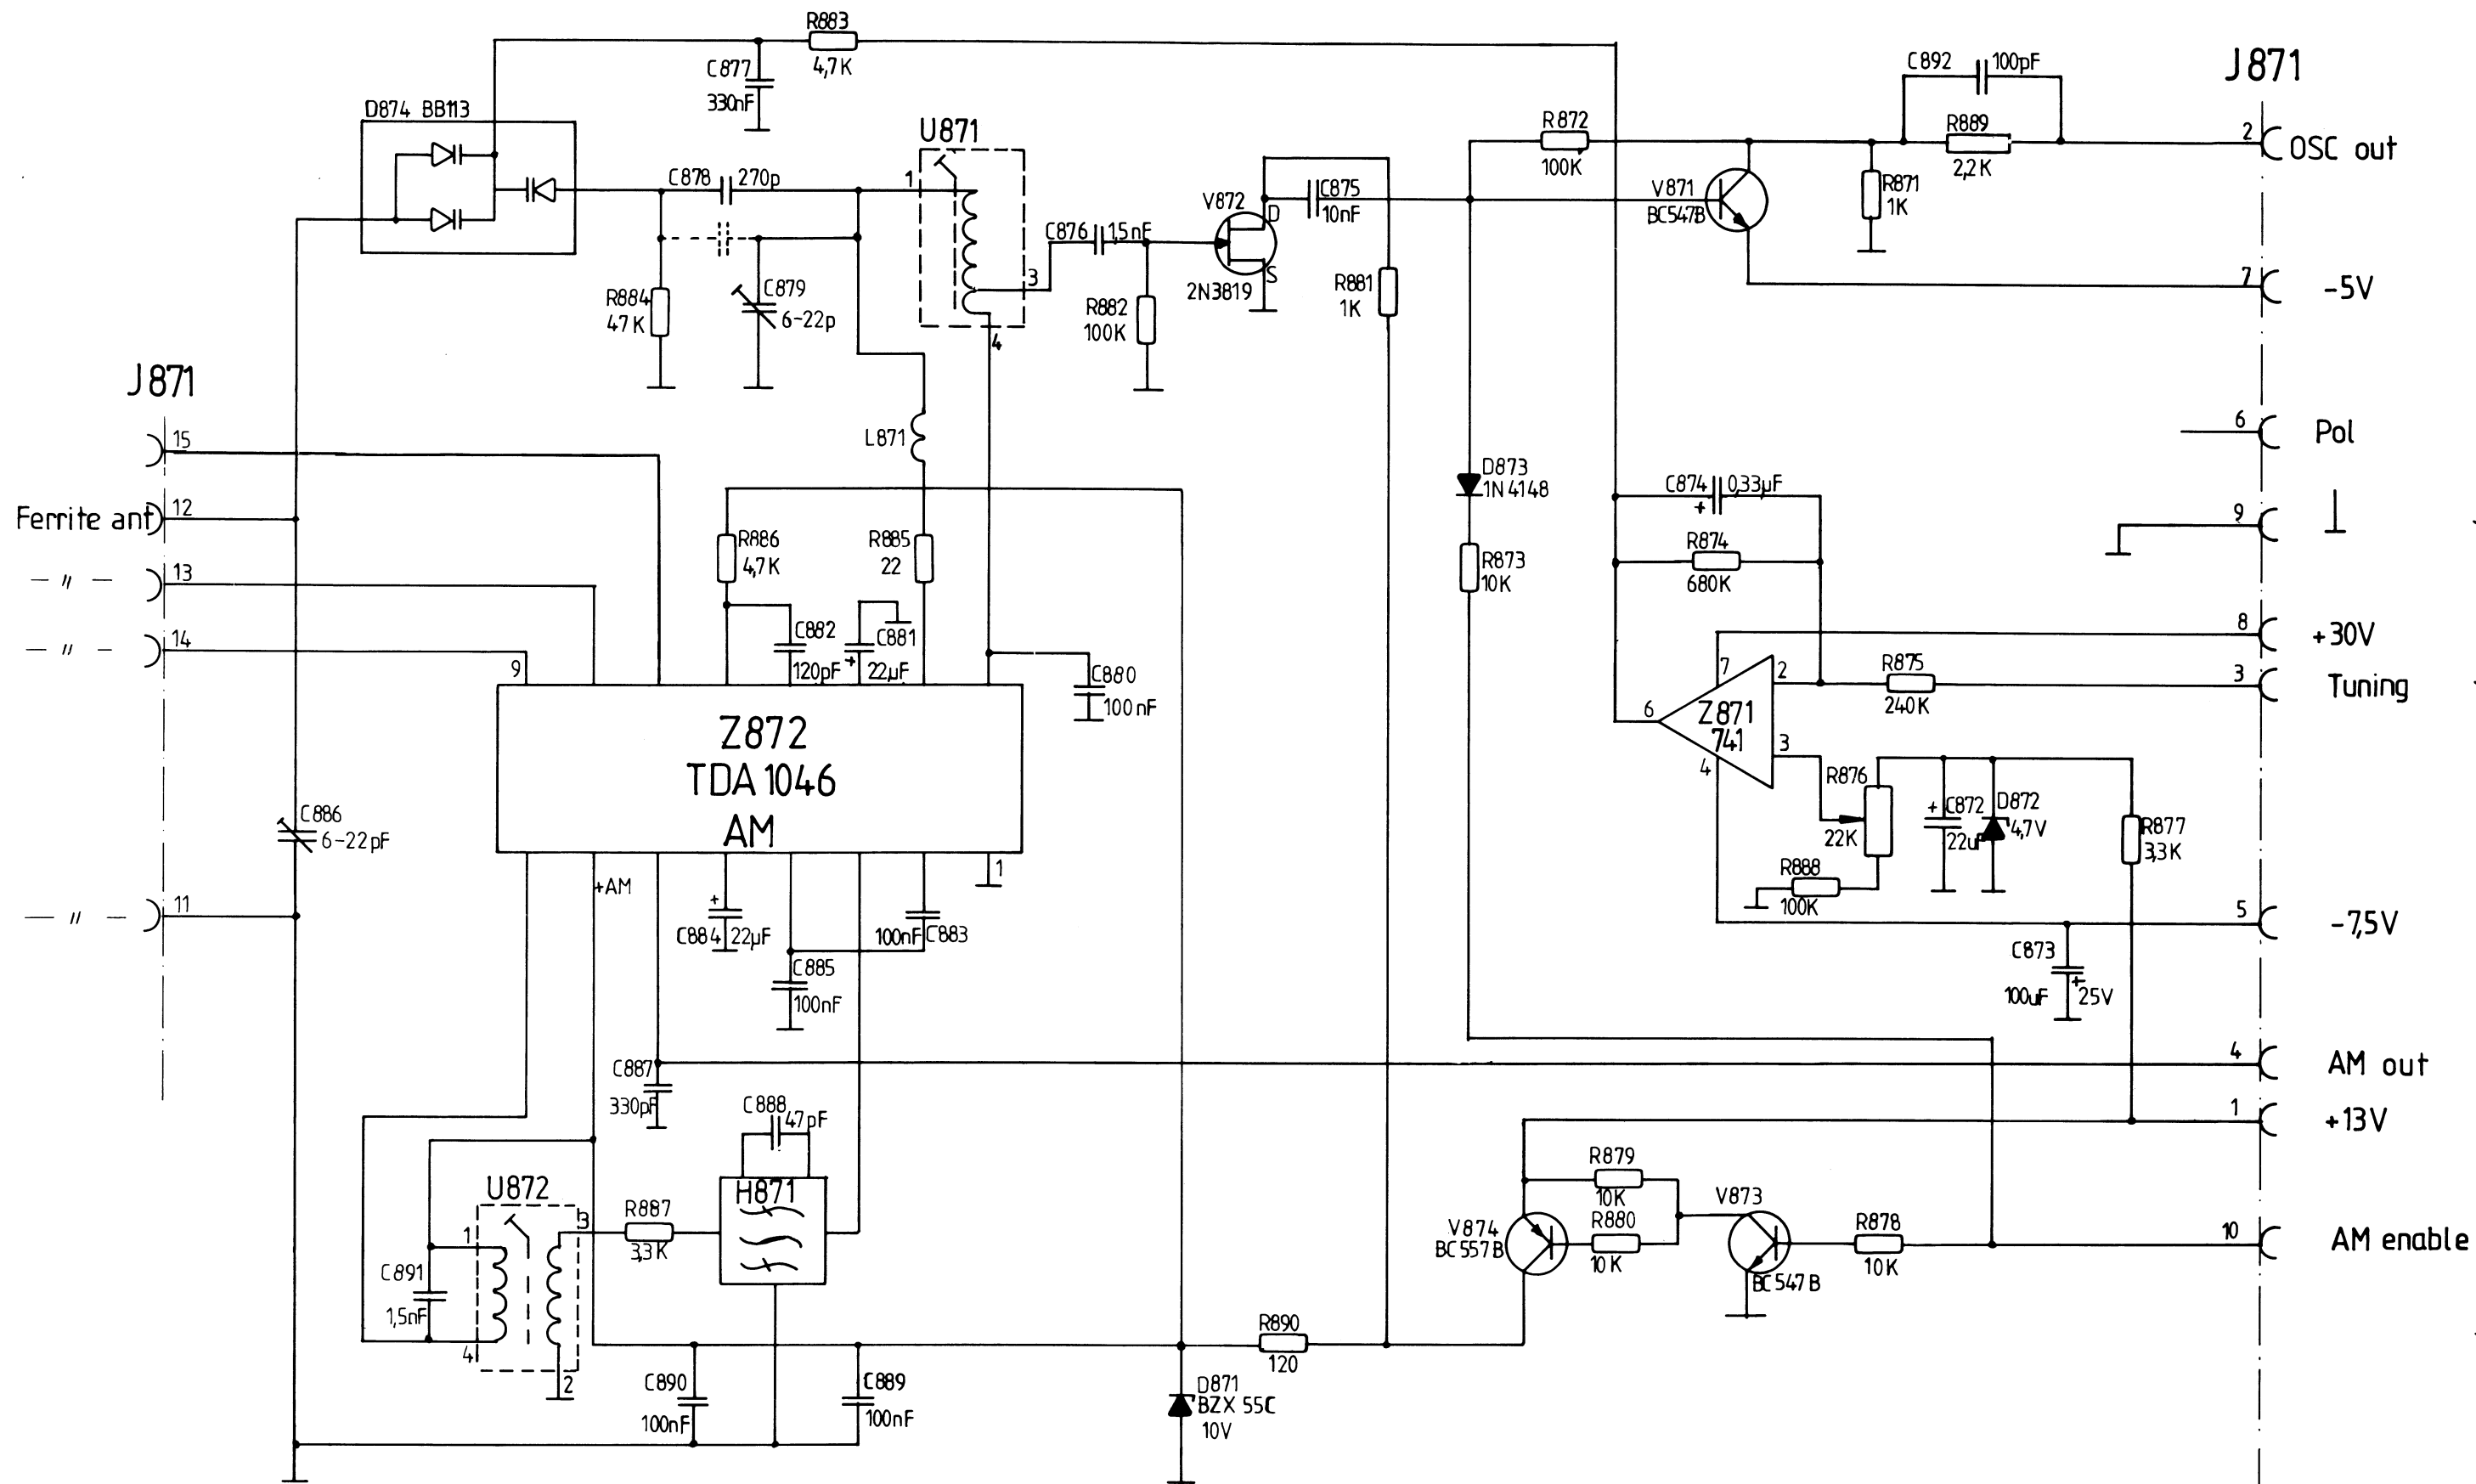 R883
4,7K
C877
330nF
D874 BB113
C878 270p
U871
1
3
4
R884
47K
C879
6-22p
C876 1,5nF
R882
100K
V872
D
S
2N3819
C875
10nF
R881
1K
R872
100K
V871
BC547B
R871
1K
C892 100pF
R889
2,2K
J871
2 OSC out
7 -5V
6 Pol
9 ⊥
8 +30V
3 Tuning
5 -7,5V
4 AM out
1 +13V
10 AM enable
J871
15
Ferrite ant 12
— " — 13
— " — 14
— " — 11
C886
6-22pF
L871
R886
4,7K
R885
22
C882
120pF
C881
+ 22µF
C880
100nF
9
Z872
TDA1046
AM
1
+AM
+
C884 22µF
100nF C883
C885
100nF
C887
330pF
C888
47pF
H871
U872
1
3
4
2
R887
3,3K
C891
1,5nF
C890
100nF
C889
100nF
D871
BZX 55C
10V
R890
120
D873
1N4148
R873
10K
C874 0,33µF
+
R874
680K
7
2
6
Z871
741
3
4
R875
240K
R876
22K
R888
100K
+ C872
22uF
D872
4,7V
R877
3,3K
C873
100uF + 25V
R879
10K
R880
10K
V874
BC557B
V873
BC547B
R878
10K